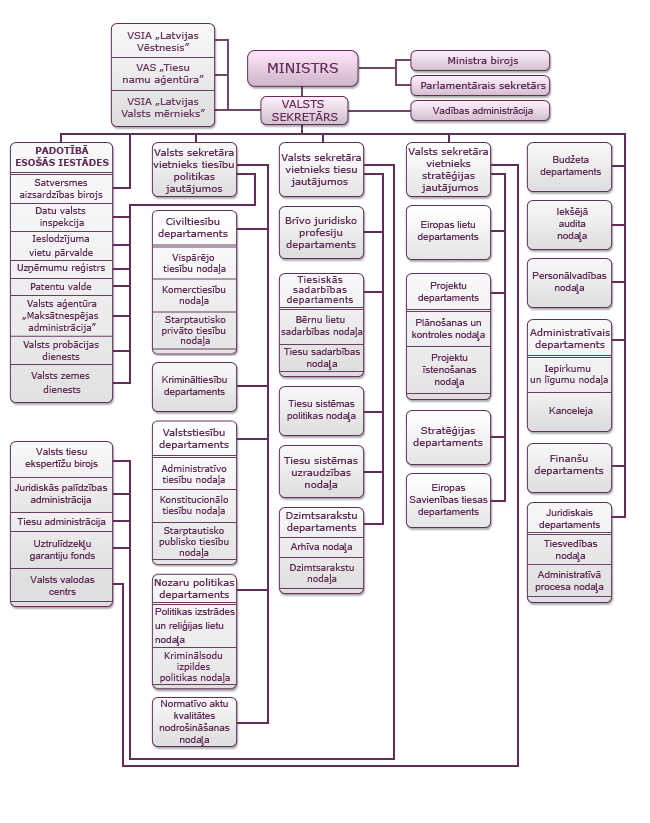 VSIA „Latvijas
Vēstnesis”
VAS „Tiesu
namu aģentūra”
VSIA „Latvijas
Valsts mērnieks”
MINISTRS
VALSTS
SEKRETĀRS
Ministra birojs
Parlamentārais sekretārs
Vadības administrācija
PADOTĪBĀ
ESOŠĀS IESTĀDES
Satversmes
aizsardzības birojs
Datu valsts
inspekcija
Ieslodzījuma
vietu pārvalde
Uzņēmumu reģistrs
Patentu valde
Valsts aģentūra
„Maksātnespējas
administrācija”
Valsts probācijas
dienests
Valsts zemes
dienests
Valsts tiesu
ekspertīžu birojs
Juridiskās palīdzības
administrācija
Tiesu administrācija
Uzturlīdzekļu
garantiju fonds
Valsts valodas
centrs
Valsts sekretāra
vietnieks tiesību
politikas
jautājumos
Civiltiesību
departaments
Vispārējo
tiesību nodaļa
Komerctiesību
nodaļa
Starptautisko
privāto tiesību
nodaļa
Krimināltiesību
departaments
Valststiesību
departaments
Administratīvo
tiesību nodaļa
Konstitucionālo
tiesību nodaļa
Starptautisko
publisko tiesību
nodaļa
Nozaru politikas
departaments
Politikas izstrādes
un reliģijas lietu
nodaļa
Kriminālsodu
izpildes
politikas nodaļa
Normatīvo aktu
kvalitātes
nodrošināšanas
nodaļa
Valsts sekretāra
vietnieks tiesu
jautājumos
Brīvo juridisko
profesiju
departaments
Tiesiskās
sadarbības
departaments
Bērnu lietu
sadarbības nodaļa
Tiesu sadarbības
nodaļa
Tiesu sistēmas
politikas nodaļa
Tiesu sistēmas
uzraudzības
nodaļa
Dzimtsarakstu
departaments
Arhīva nodaļa
Dzimtsarakstu
nodaļa
Valsts sekretāra
vietnieks
stratēģijas
jautājumos
Eiropas lietu
departaments
Projektu
departaments
Plānošanas un
kontroles nodaļa
Projektu
īstenošanas
nodaļa
Stratēģijas
departaments
Eiropas
Savienības tiesas
departaments
Budžeta
departaments
Iekšējā
audita
nodaļa
Personālvadības
nodaļa
Administratīvais
departaments
Iepirkumu
un līgumu nodaļa
Kanceleja
Finanšu
departaments
Juridiskais
departaments
Tiesvedības
nodaļa
Administratīvā
procesa nodaļa